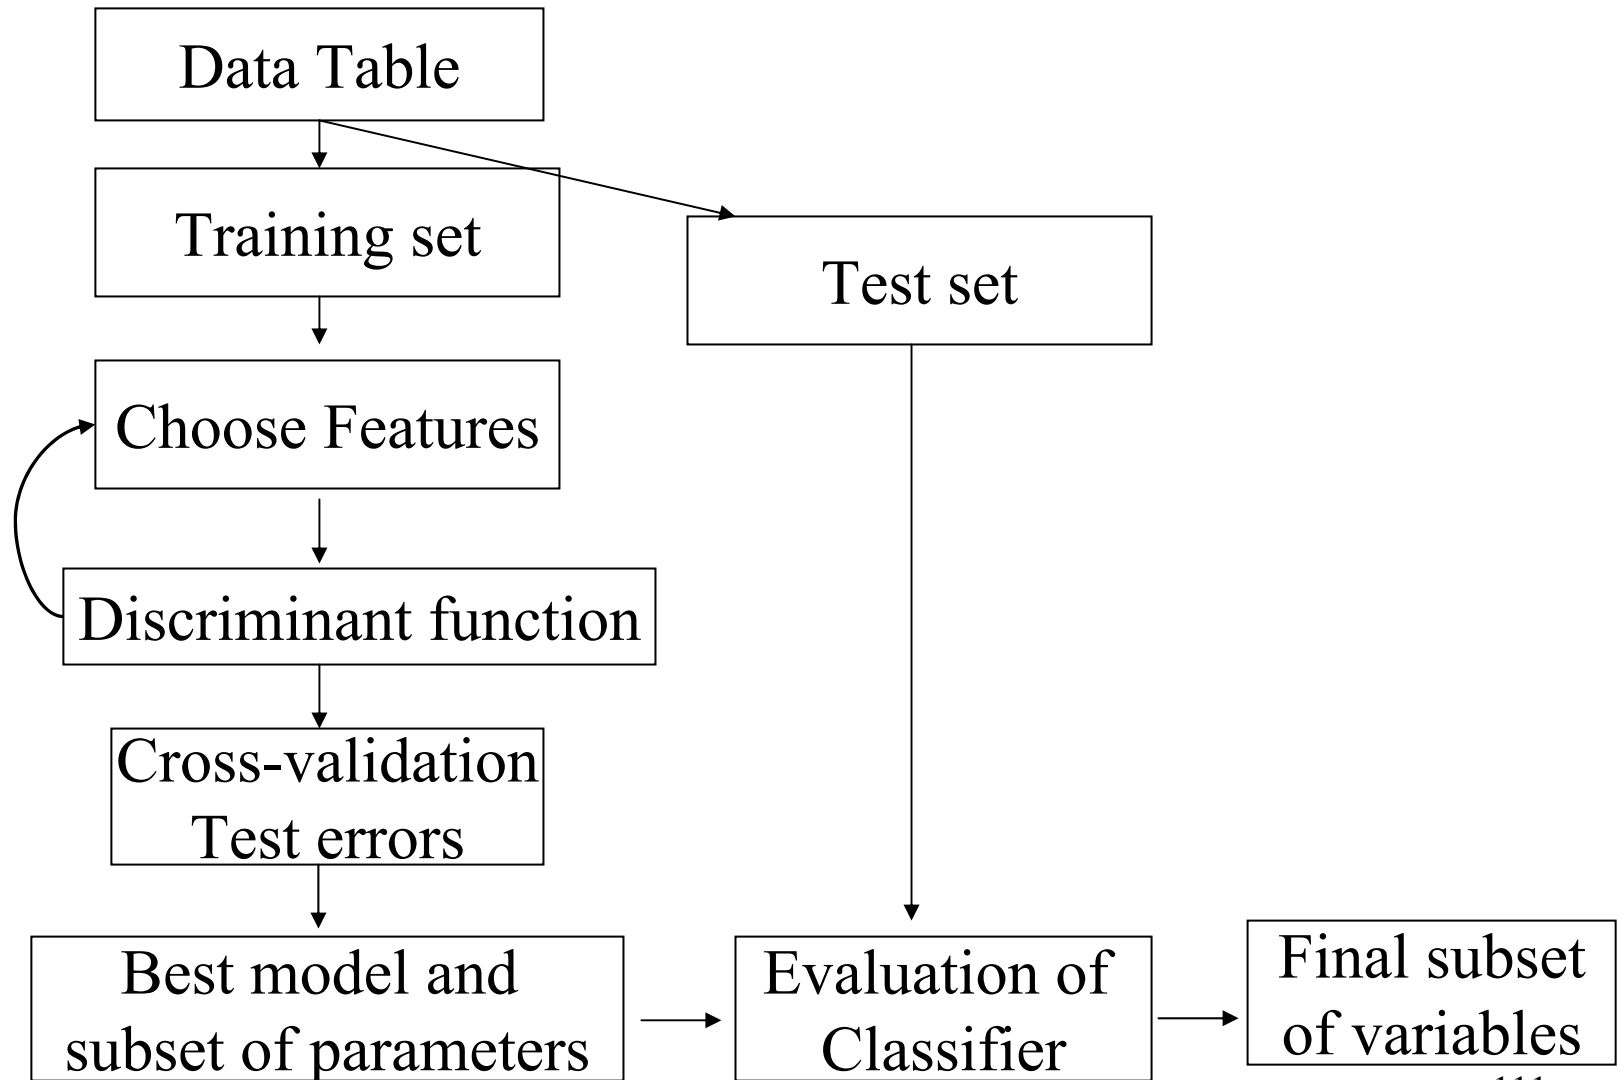 Data Table
Training set
Test set
Choose Features
Discriminant function
Cross-validation
Test errors
Best model and
subset of parameters
Evaluation of
Classifier
Final subset
of variables